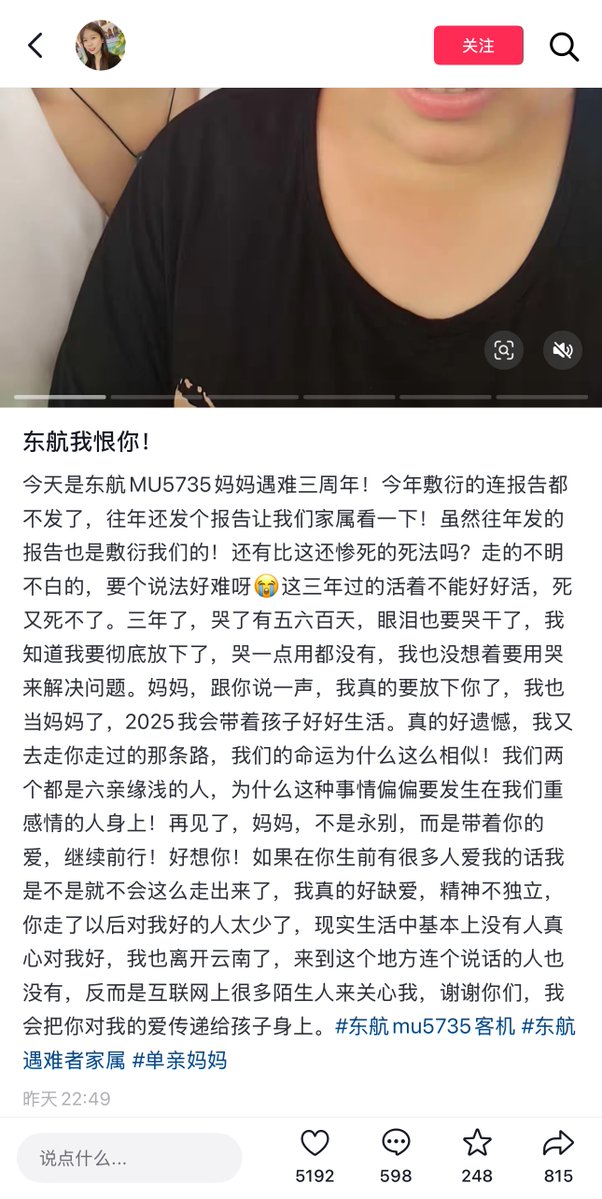 关注
东航我恨你！
今天是东航MU5735妈妈遇难三周年！今年敷衍的连报告都
不发了，往年还发个报告让我们家属看一下！虽然往年发的
报告也是敷衍我们的！还有比这还惨死的死法吗？走的不明
不白的，要个说法好难呀😭这三年过的活着不能好好活，死
又死不了。三年了，哭了有五六百天，眼泪也要哭干了，我
知道我要彻底放下了，哭一点用都没有，我也没想着要用哭
来解决问题。妈妈，跟你说一声，我真的要放下你了，我也
当妈妈了，2025我会带着孩子好好生活。真的好遗憾，我又
去走你走过的那条路，我们的命运为什么这么相似！我们两
个都是六亲缘浅的人，为什么这种事情偏偏要发生在我们重
感情的人身上！再见了，妈妈，不是永别，而是带着你的
爱，继续前行！好想你！如果在你生前有很多人爱我的话我
是不是就不会这么走出来了，我真的好缺爱，精神不独立，
你走了以后对我好的人太少了，现实生活中基本上没有人真
心对我好，我也离开云南了，来到这个地方连个说话的人也
没有，反而是互联网上很多陌生人来关心我，谢谢你们，我
会把你对我的爱传递给孩子身上。#东航mu5735客机 #东航
遇难者家属 #单亲妈妈
昨天 22:49
说点什么...
5192 598 248 815